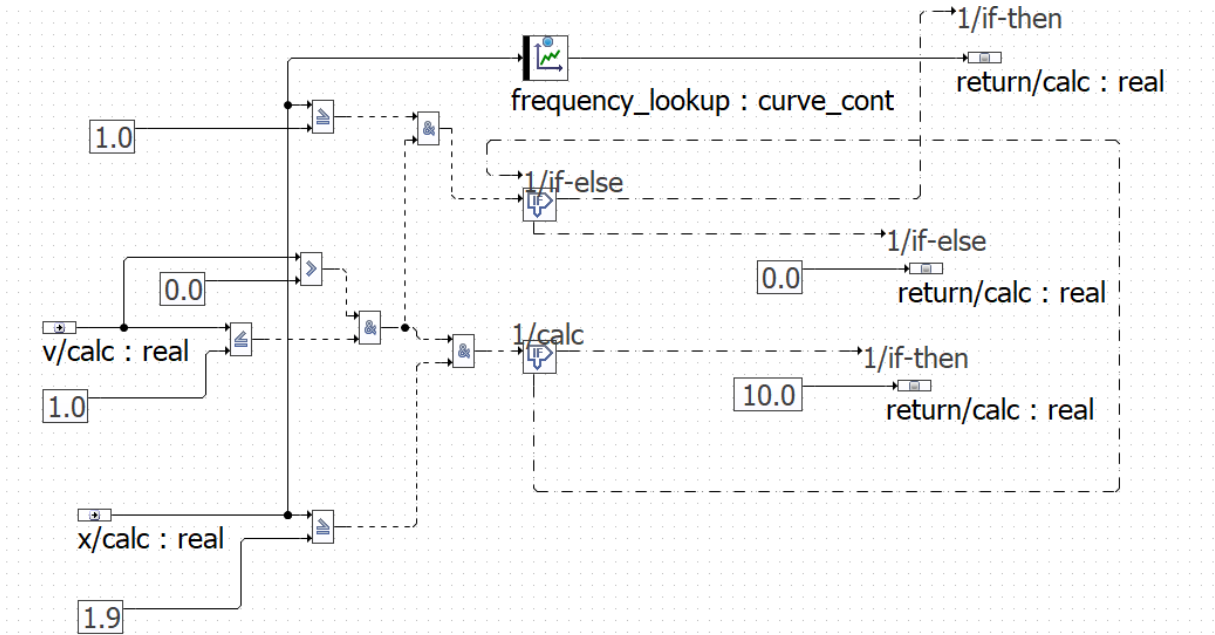 1/if-then
return/calc : real
frequency_lookup : curve_cont
1.0
&
1/if-else
IF
1/if-else
>
0.0
0.0
return/calc : real
&
≤
v/calc : real
1/calc
&
IF
1/if-then
1.0
10.0
return/calc : real
≥
x/calc : real
≥
1.9